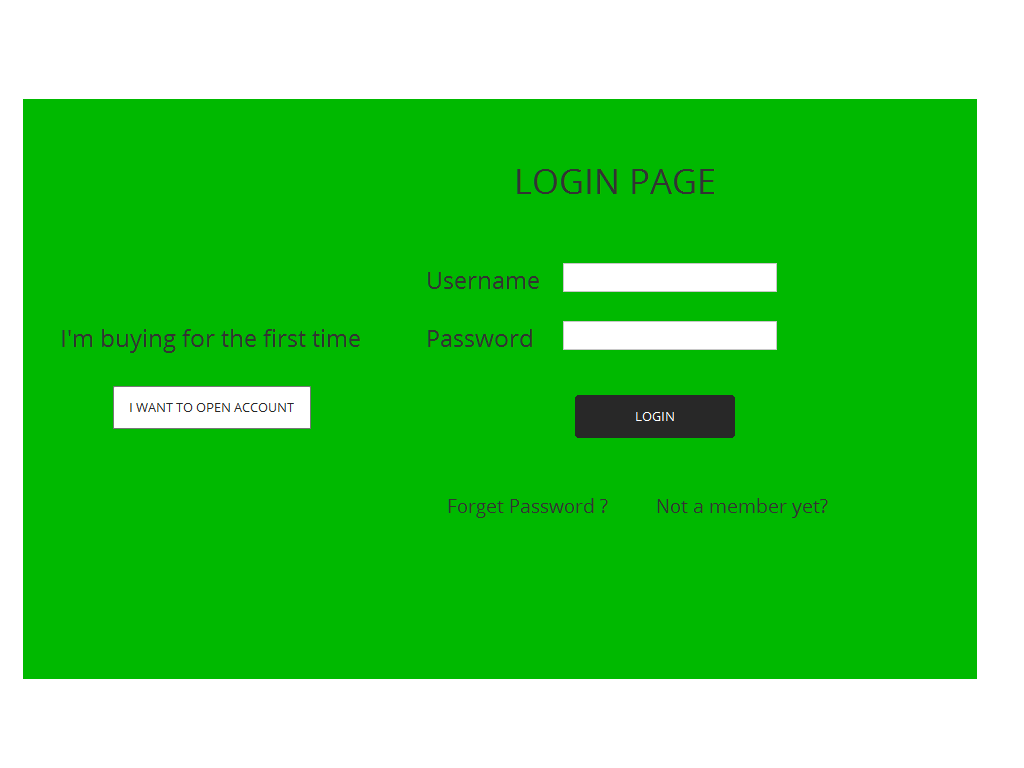 LOGIN PAGE
Username
I'm buying for the first time
Password
I WANT TO OPEN ACCOUNT
LOGIN
Forget Password ?
Not a member yet?